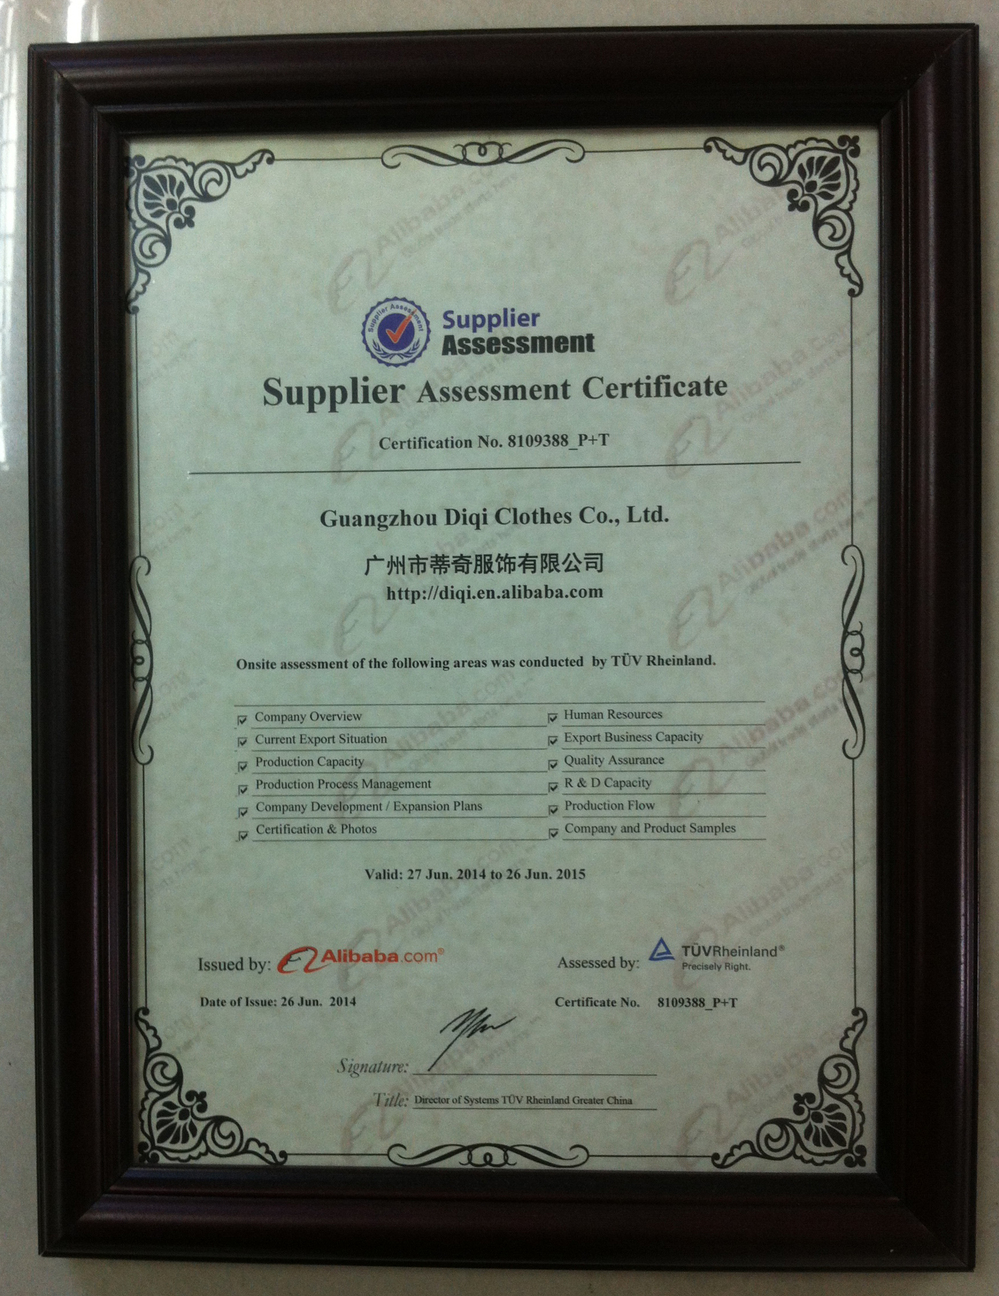 Supplier Assessment
Supplier
Assessment
Supplier Assessment Certificate
Certification No. 8109388_P+T
Guangzhou Diqi Clothes Co., Ltd.
广州市蒂奇服饰有限公司
http://diqi.en.alibaba.com
Onsite assessment of the following areas was conducted by TÜV Rheinland.
Company Overview Human Resources
Current Export Situation Export Business Capacity
Production Capacity Quality Assurance
Production Process Management R & D Capacity
Company Development / Expansion Plans Production Flow
Certification & Photos Company and Product Samples
Valid: 27 Jun. 2014 to 26 Jun. 2015
Issued by: Alibaba.com® Assessed by: TÜVRheinland®
Precisely Right.
Date of Issue: 26 Jun. 2014 Certificate No. 8109388_P+T
Signature:
Title: Director of Systems TÜV Rheinland Greater China